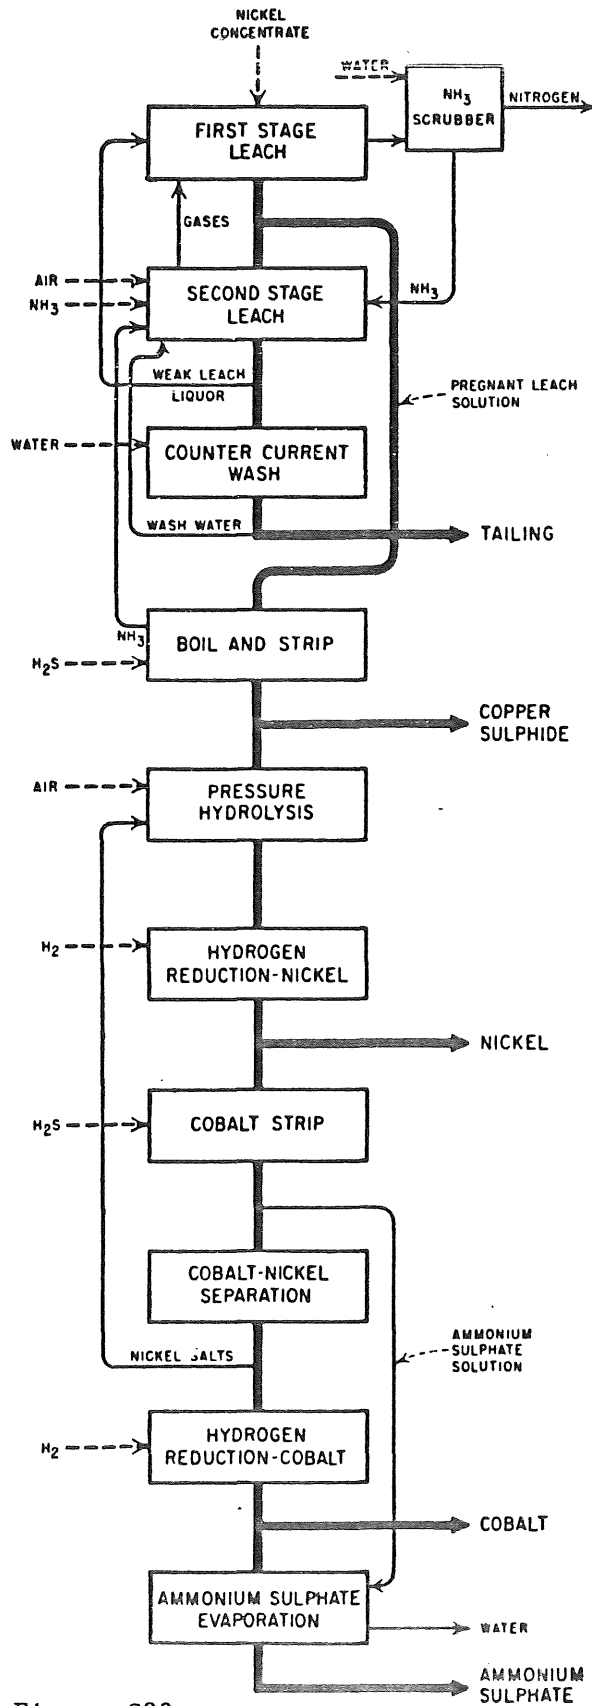 NICKEL
CONCENTRATE
WATER
NH3
SCRUBBER
NITROGEN
FIRST STAGE
LEACH
GASES
AIR
NH3
SECOND STAGE
LEACH
NH3
WEAK LEACH
LIQUOR
PREGNANT LEACH
SOLUTION
WATER
COUNTER CURRENT
WASH
WASH WATER
TAILING
NH3
BOIL AND STRIP
H2S
COPPER
SULPHIDE
AIR
PRESSURE
HYDROLYSIS
H2
HYDROGEN
REDUCTION-NICKEL
NICKEL
H2S
COBALT STRIP
COBALT-NICKEL
SEPARATION
AMMONIUM
SULPHATE
SOLUTION
NICKEL SALTS
H2
HYDROGEN
REDUCTION-COBALT
COBALT
AMMONIUM SULPHATE
EVAPORATION
WATER
AMMONIUM
SULPHATE